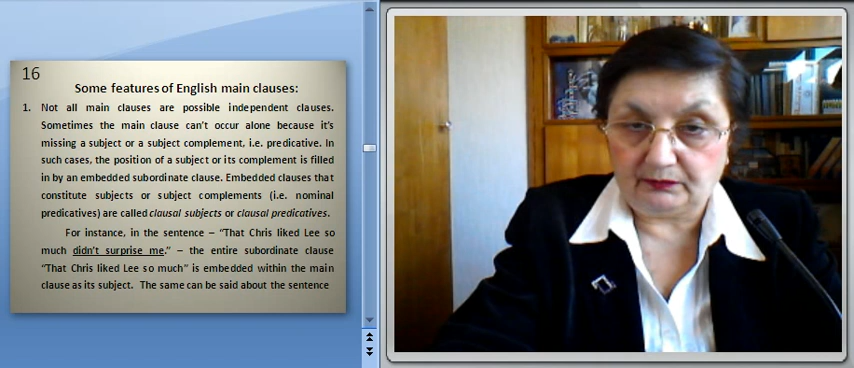 16
Some features of English main clauses:
1. Not all main clauses are possible independent clauses.
Sometimes the main clause can't occur alone because it's
missing a subject or a subject complement, i.e. predicative. In
such cases, the position of a subject or its complement is filled
in by an embedded subordinate clause. Embedded clauses that
constitute subjects or subject complements (i.e. nominal
predicatives) are called clausal subjects or clausal predicatives.
For instance, in the sentence – “That Chris liked Lee so
much didn't surprise me.” – the entire subordinate clause
“That Chris liked Lee so much” is embedded within the main
clause as its subject. The same can be said about the sentence